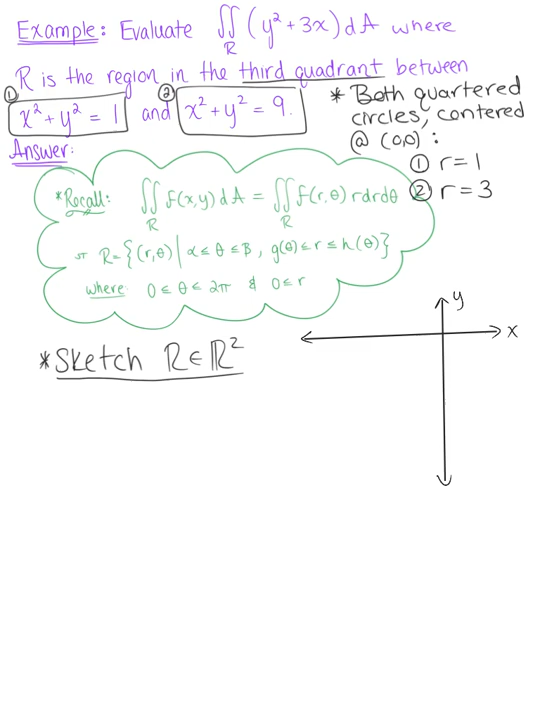 Example: Evaluate ∬_R (y² + 3x) dA where
R is the region in the third quadrant between
① x² + y² = 1 and ② x² + y² = 9.
* Both quartered
circles, contered
@ (0,0) :
① r = 1
② r = 3
Answer:
*Recall: ∬_R f(x,y) dA = ∬_R f(r,θ) r dr dθ
st R = {(r,θ) | α ≤ θ ≤ β, g(θ) ≤ r ≤ h(θ)}
where: 0 ≤ θ ≤ 2π & 0 ≤ r
*Sketch R ∈ ℝ²
y
x